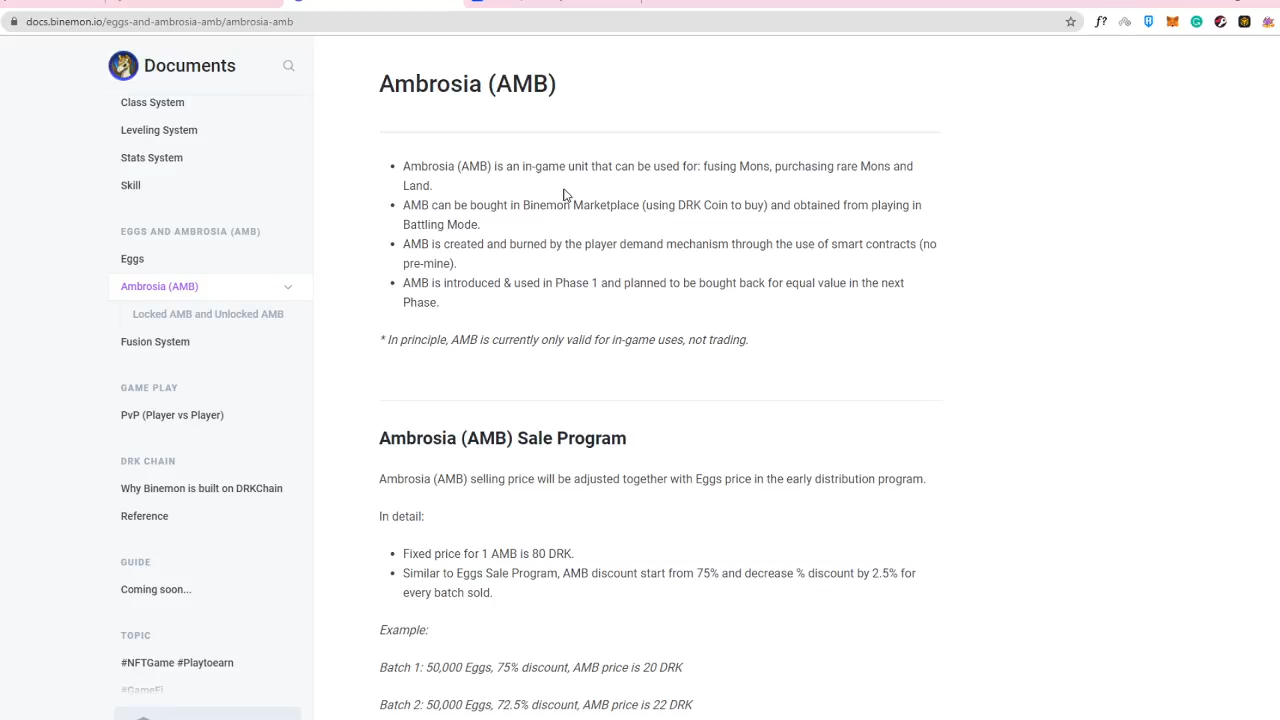 docs.binemon.io/eggs-and-ambrosia-amb/ambrosia-amb
f?
Documents
Class System
Leveling System
Stats System
Skill
EGGS AND AMBROSIA (AMB)
Eggs
Ambrosia (AMB)
Locked AMB and Unlocked AMB
Fusion System
GAME PLAY
PvP (Player vs Player)
DRK CHAIN
Why Binemon is built on DRKChain
Reference
GUIDE
Coming soon...
TOPIC
#NFTGame #Playtoearn
#GameFi
Ambrosia (AMB)
• Ambrosia (AMB) is an in-game unit that can be used for: fusing Mons, purchasing rare Mons and
Land.
• AMB can be bought in Binemon Marketplace (using DRK Coin to buy) and obtained from playing in
Battling Mode.
• AMB is created and burned by the player demand mechanism through the use of smart contracts (no
pre-mine).
• AMB is introduced & used in Phase 1 and planned to be bought back for equal value in the next
Phase.
* In principle, AMB is currently only valid for in-game uses, not trading.
Ambrosia (AMB) Sale Program
Ambrosia (AMB) selling price will be adjusted together with Eggs price in the early distribution program.
In detail:
• Fixed price for 1 AMB is 80 DRK.
• Similar to Eggs Sale Program, AMB discount start from 75% and decrease % discount by 2.5% for
every batch sold.
Example:
Batch 1: 50,000 Eggs, 75% discount, AMB price is 20 DRK
Batch 2: 50,000 Eggs, 72.5% discount, AMB price is 22 DRK